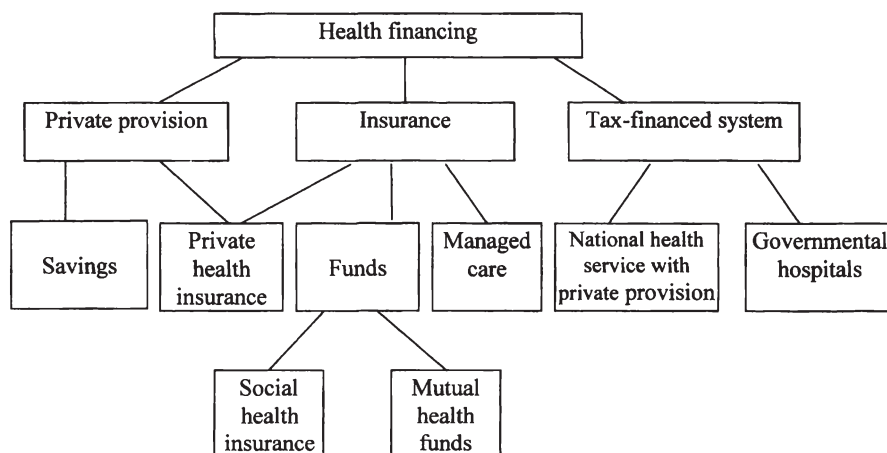 Health financing
Private provision
Insurance
Tax-financed system
Savings
Private
health
insurance
Funds
Managed
care
National health
service with
private provision
Governmental
hospitals
Social
health
insurance
Mutual
health
funds